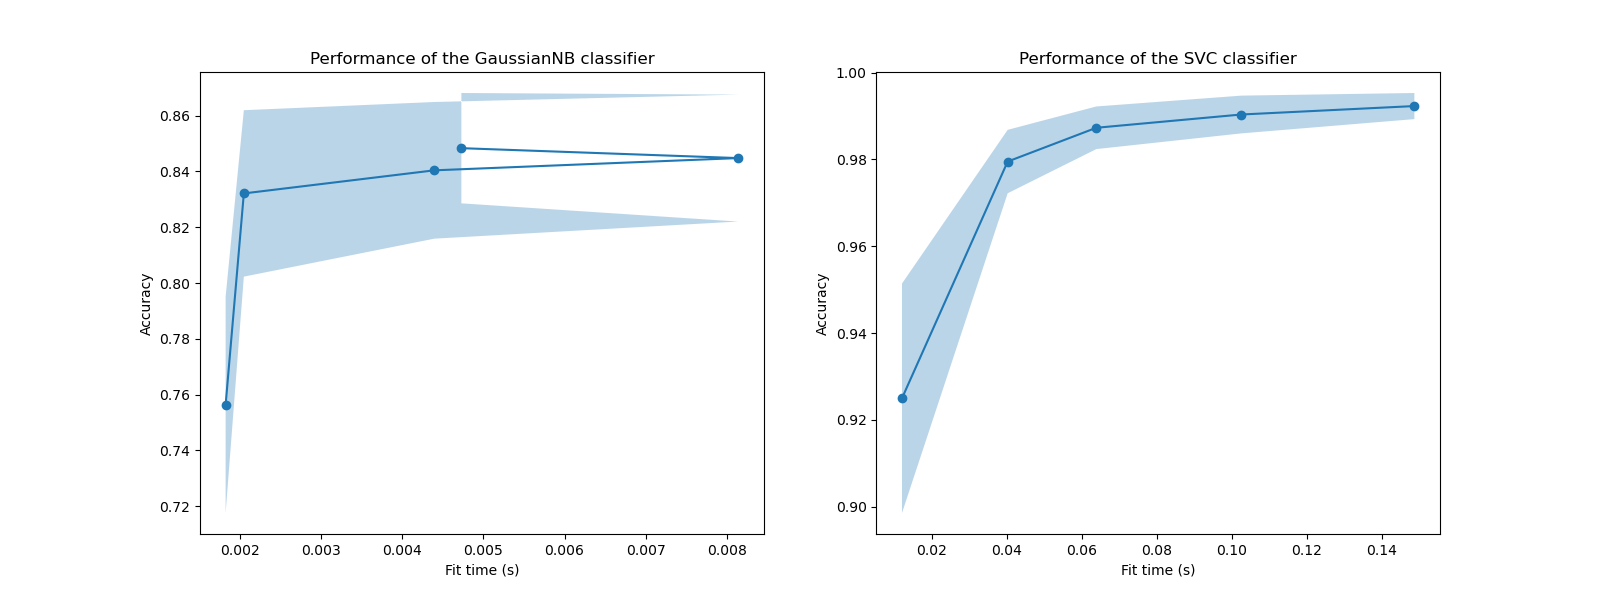 Performance of the GaussianNB classifier
0.86
0.84
0.82
0.80
0.78
0.76
0.74
0.72
Accuracy
0.002 0.003 0.004 0.005 0.006 0.007 0.008
Fit time (s)
Performance of the SVC classifier
1.00
0.98
0.96
0.94
0.92
0.90
Accuracy
0.02 0.04 0.06 0.08 0.10 0.12 0.14
Fit time (s)